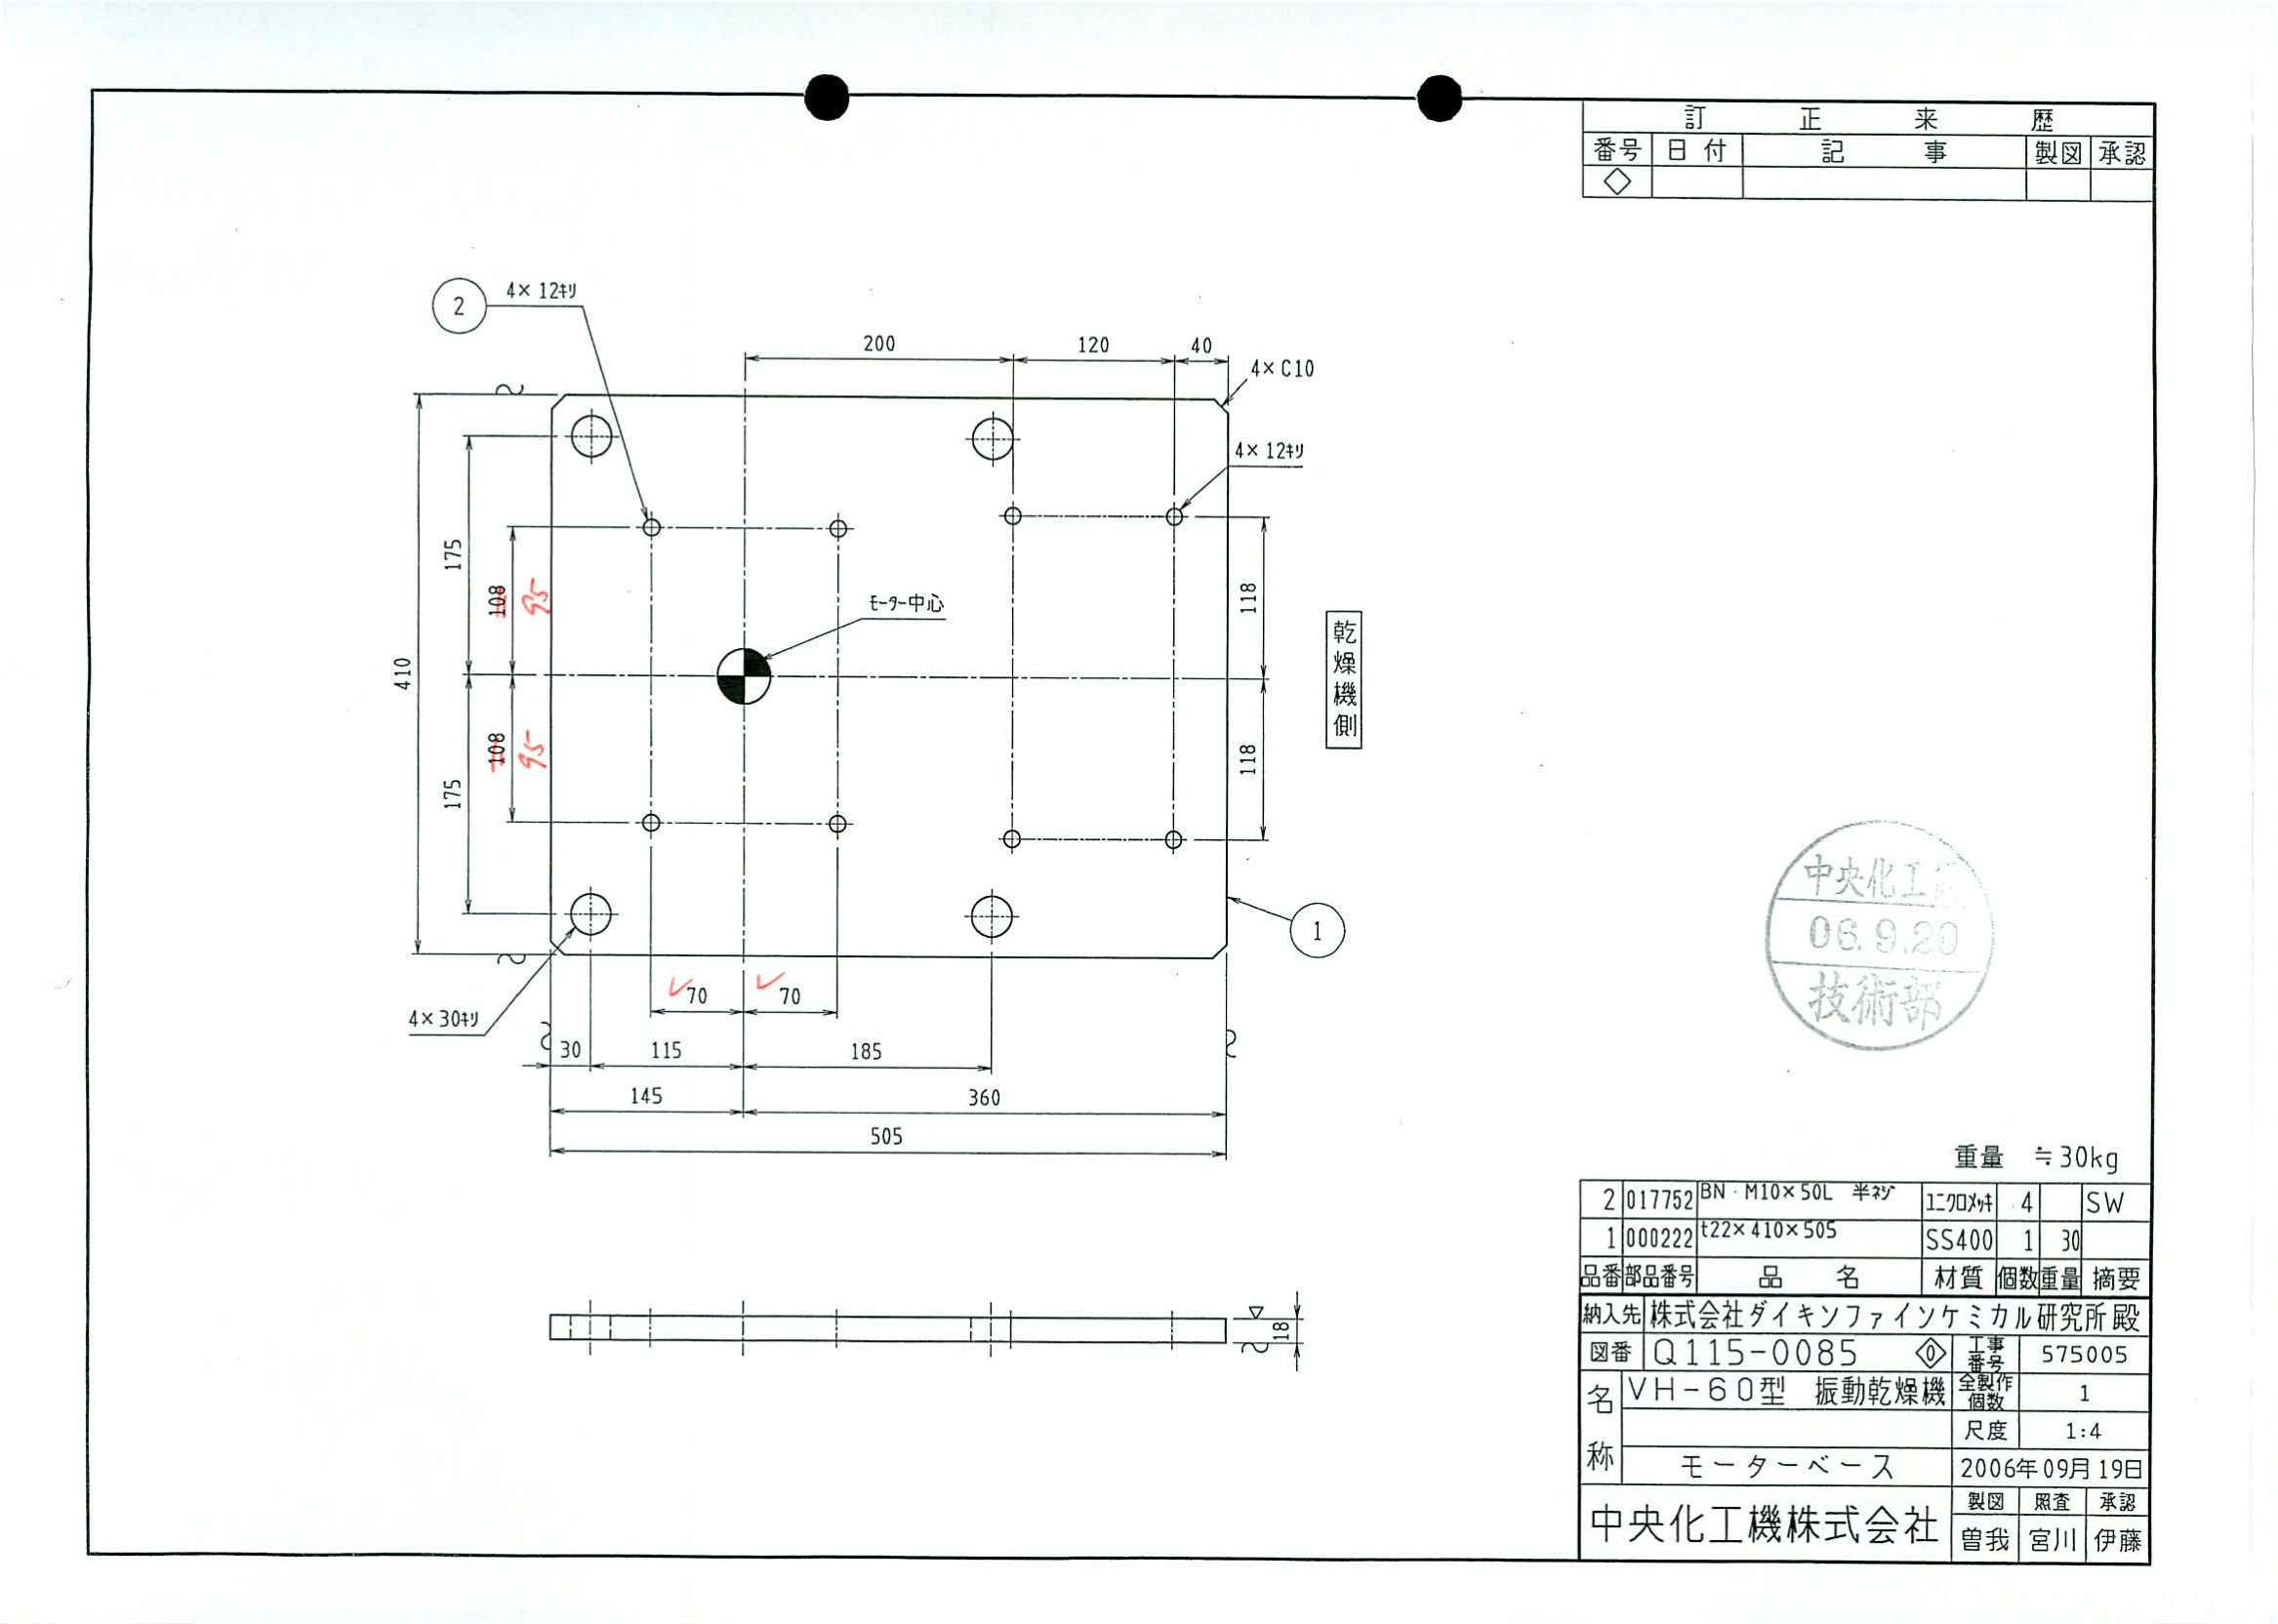 訂正来歴
番号 日付 記事 製図 承認
2
4×12キリ
200
120
40
4×C10
4×12キリ
175
108
95
118
モーター中心
乾燥機側
410
108
95
118
175
1
4×30キリ
70
70
30
115
185
145
360
505
18
中央化工
06.9.20
技術部
重量 ≒30kg
2 017752 BN・M10×50L 半ネジ ユニクロメッキ 4 SW
1 000222 t22×410×505 SS400 1 30
品番 部品番号 品名 材質 個数 重量 摘要
納入先 株式会社ダイキンファインケミカル研究所殿
図番 Q115-0085 0 工事番号 575005
名称 VH-60型 振動乾燥機 全製作個数 1
尺度 1:4
モーターベース 2006年09月19日
中央化工機株式会社 製図 照査 承認
曽我 宮川 伊藤